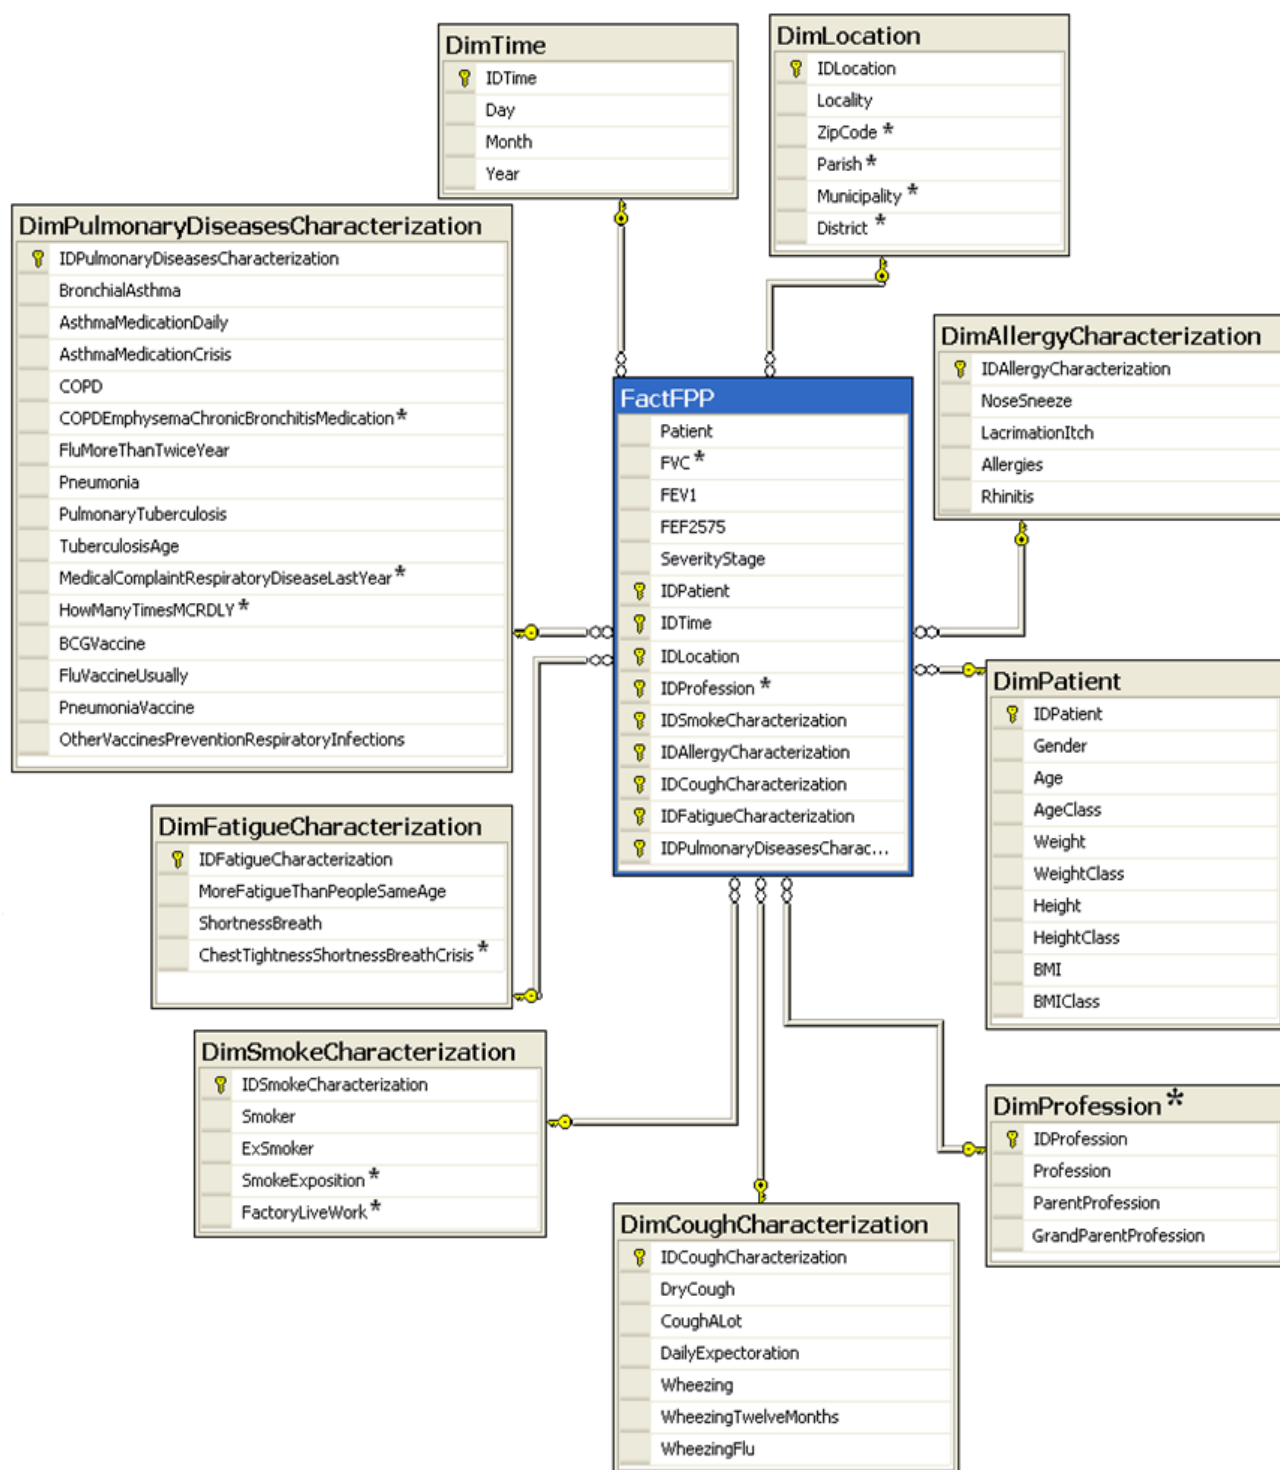 DimTime
IDTime
Day
Month
Year
DimLocation
IDLocation
Locality
ZipCode *
Parish *
Municipality *
District *
DimPulmonaryDiseasesCharacterization
IDPulmonaryDiseasesCharacterization
BronchialAsthma
AsthmaMedicationDaily
AsthmaMedicationCrisis
COPD
COPDEmphysemaChronicBronchitisMedication *
FluMoreThanTwiceYear
Pneumonia
PulmonaryTuberculosis
TuberculosisAge
MedicalComplaintRespiratoryDiseaseLastYear *
HowManyTimesMCRDLY *
BCGVaccine
FluVaccineUsually
PneumoniaVaccine
OtherVaccinesPreventionRespiratoryInfections
DimAllergyCharacterization
IDAllergyCharacterization
NoseSneeze
LacrimationItch
Allergies
Rhinitis
FactFPP
Patient
FVC *
FEV1
FEF2575
SeverityStage
IDPatient
IDTime
IDLocation
IDProfession *
IDSmokeCharacterization
IDAllergyCharacterization
IDCoughCharacterization
IDFatigueCharacterization
IDPulmonaryDiseasesCharac...
DimPatient
IDPatient
Gender
Age
AgeClass
Weight
WeightClass
Height
HeightClass
BMI
BMIClass
DimFatigueCharacterization
IDFatigueCharacterization
MoreFatigueThanPeopleSameAge
ShortnessBreath
ChestTightnessShortnessBreathCrisis *
DimSmokeCharacterization
IDSmokeCharacterization
Smoker
ExSmoker
SmokeExposition *
FactoryLiveWork *
DimProfession *
IDProfession
Profession
ParentProfession
GrandParentProfession
DimCoughCharacterization
IDCoughCharacterization
DryCough
CoughALot
DailyExpectoration
Wheezing
WheezingTwelveMonths
WheezingFlu